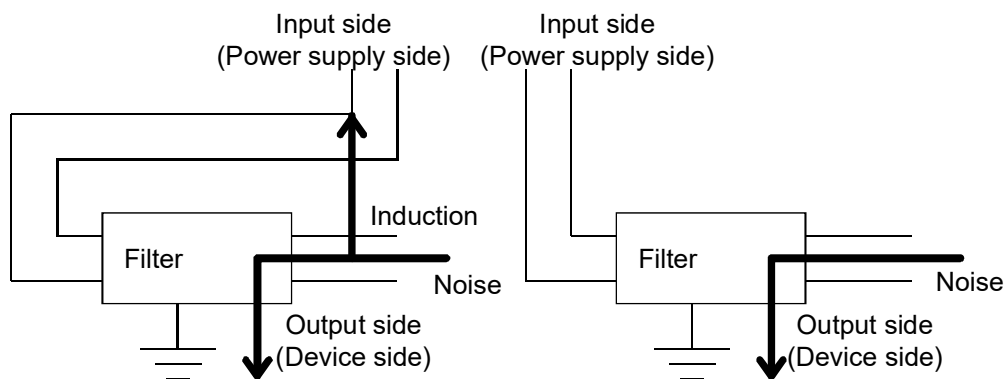 Input side
(Power supply side)
Induction
Filter
Noise
Output side
(Device side)
Input side
(Power supply side)
Filter
Noise
Output side
(Device side)